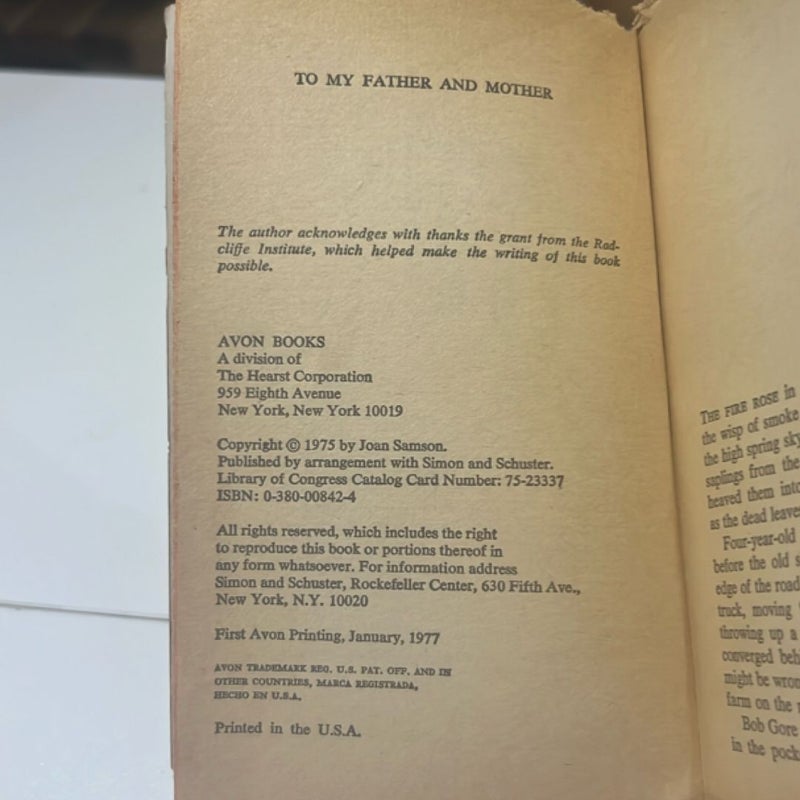 TO MY FATHER AND MOTHER
The author acknowledges with thanks the grant from the Rad-
cliffe Institute, which helped make the writing of this book
possible.
AVON BOOKS
A division of
The Hearst Corporation
959 Eighth Avenue
New York, New York 10019
Copyright © 1975 by Joan Samson.
Published by arrangement with Simon and Schuster.
Library of Congress Catalog Card Number: 75-23337
ISBN: 0-380-00842-4
All rights reserved, which includes the right
to reproduce this book or portions thereof in
any form whatsoever. For information address
Simon and Schuster, Rockefeller Center, 630 Fifth Ave.,
New York, N.Y. 10020
First Avon Printing, January, 1977
AVON TRADEMARK REG. U.S. PAT. OFF. AND IN
OTHER COUNTRIES, MARCA REGISTRADA,
HECHO EN U.S.A.
Printed in the U.S.A.
THE FIRE ROSE in
the wisp of smoke
the high spring sky
saplings from the
heaved them into
as the dead leaves
Four-year-old
before the old
edge of the road
truck, moving
throwing up a
converged
might be
farm on the
Bob Gore
in the